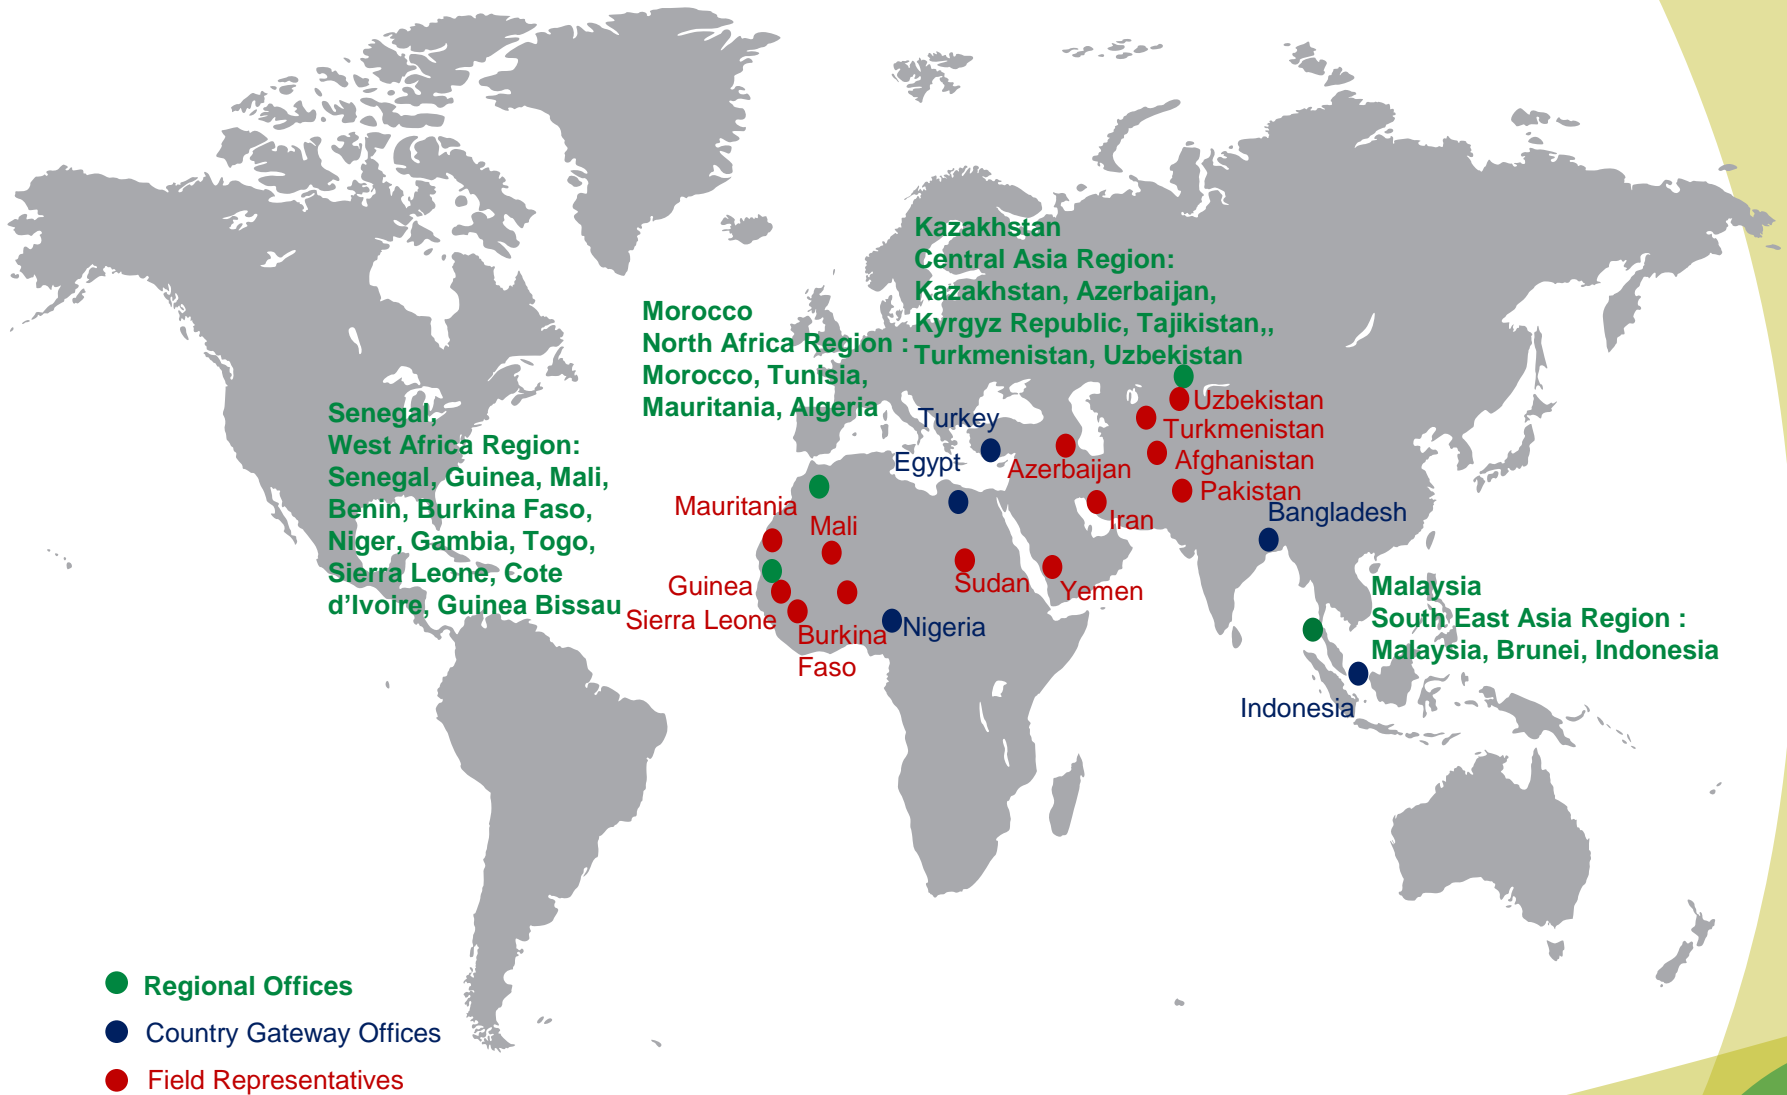 Kazakhstan
Central Asia Region:
Kazakhstan, Azerbaijan,
Kyrgyz Republic, Tajikistan,,
Turkmenistan, Uzbekistan
Morocco
North Africa Region :
Morocco, Tunisia,
Mauritania, Algeria
Senegal,
West Africa Region:
Senegal, Guinea, Mali,
Benin, Burkina Faso,
Niger, Gambia, Togo,
Sierra Leone, Cote
d’Ivoire, Guinea Bissau
Turkey
Egypt
Uzbekistan
Turkmenistan
Azerbaijan
Afghanistan
Pakistan
Iran
Bangladesh
Mauritania
Mali
Guinea
Sierra Leone
Burkina
Faso
Nigeria
Sudan
Yemen
Malaysia
South East Asia Region :
Malaysia, Brunei, Indonesia
Indonesia
Regional Offices
Country Gateway Offices
Field Representatives